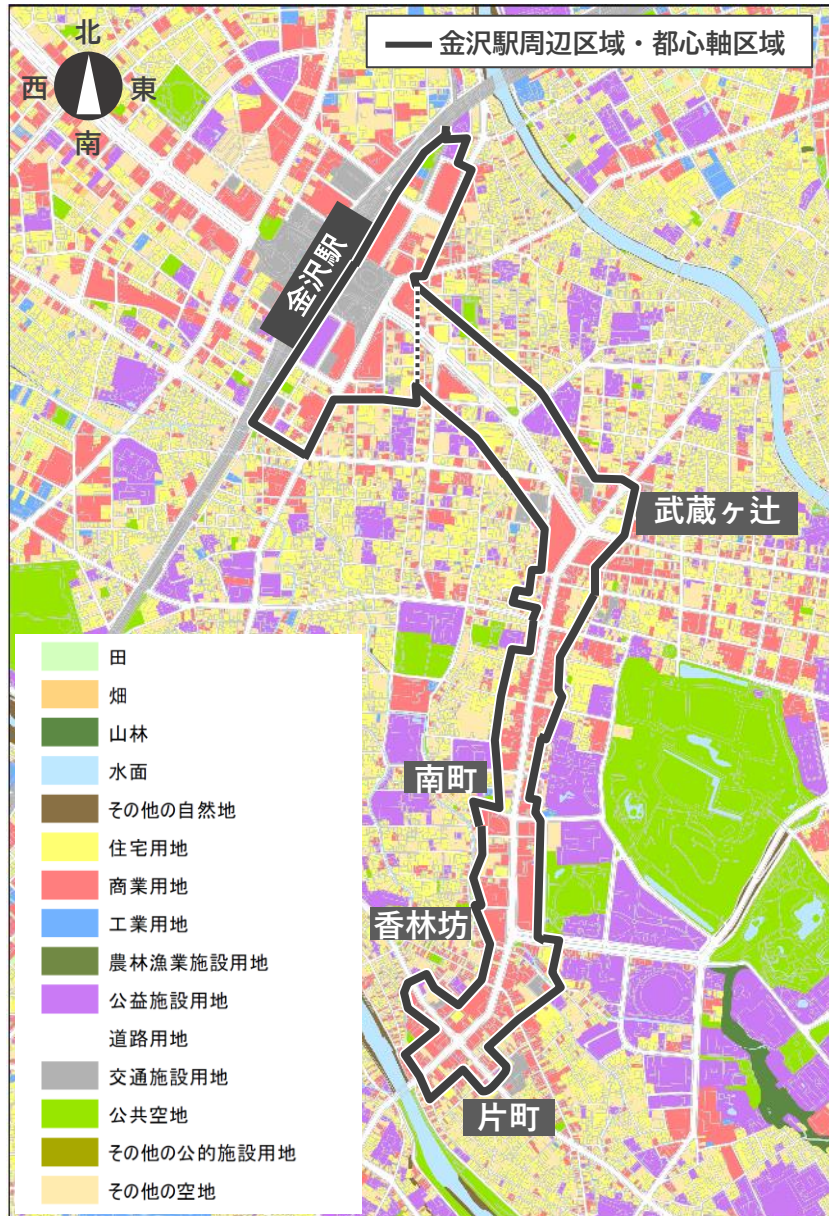 金沢駅周辺区域・都心軸区域
北
西
東
南
金沢駅
武蔵ヶ辻
南町
香林坊
片町
田
畑
山林
水面
その他の自然地
住宅用地
商業用地
工業用地
農林漁業施設用地
公益施設用地
道路用地
交通施設用地
公共空地
その他の公的施設用地
その他の空地